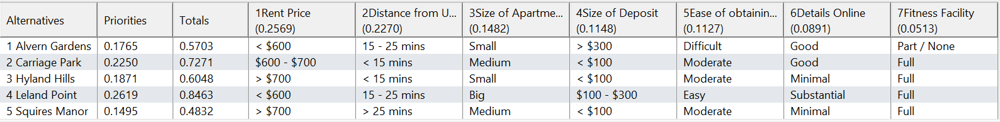 Alternatives Priorities Totals 1Rent Price (0.2569) 2Distance from U... (0.2270) 3Size of Apartme... (0.1482) 4Size of Deposit (0.1148) 5Ease of obtainin... (0.1127) 6Details Online (0.0891) 7Fitness Facility (0.0513)
1 Alvern Gardens 0.1765 0.5703 < $600 15 - 25 mins Small > $300 Difficult Good Part / None
2 Carriage Park 0.2250 0.7271 $600 - $700 < 15 mins Medium < $100 Moderate Good Full
3 Hyland Hills 0.1871 0.6048 > $700 < 15 mins Small < $100 Moderate Minimal Full
4 Leland Point 0.2619 0.8463 < $600 15 - 25 mins Big $100 - $300 Easy Substantial Full
5 Squires Manor 0.1495 0.4832 > $700 > 25 mins Medium < $100 Moderate Minimal Full